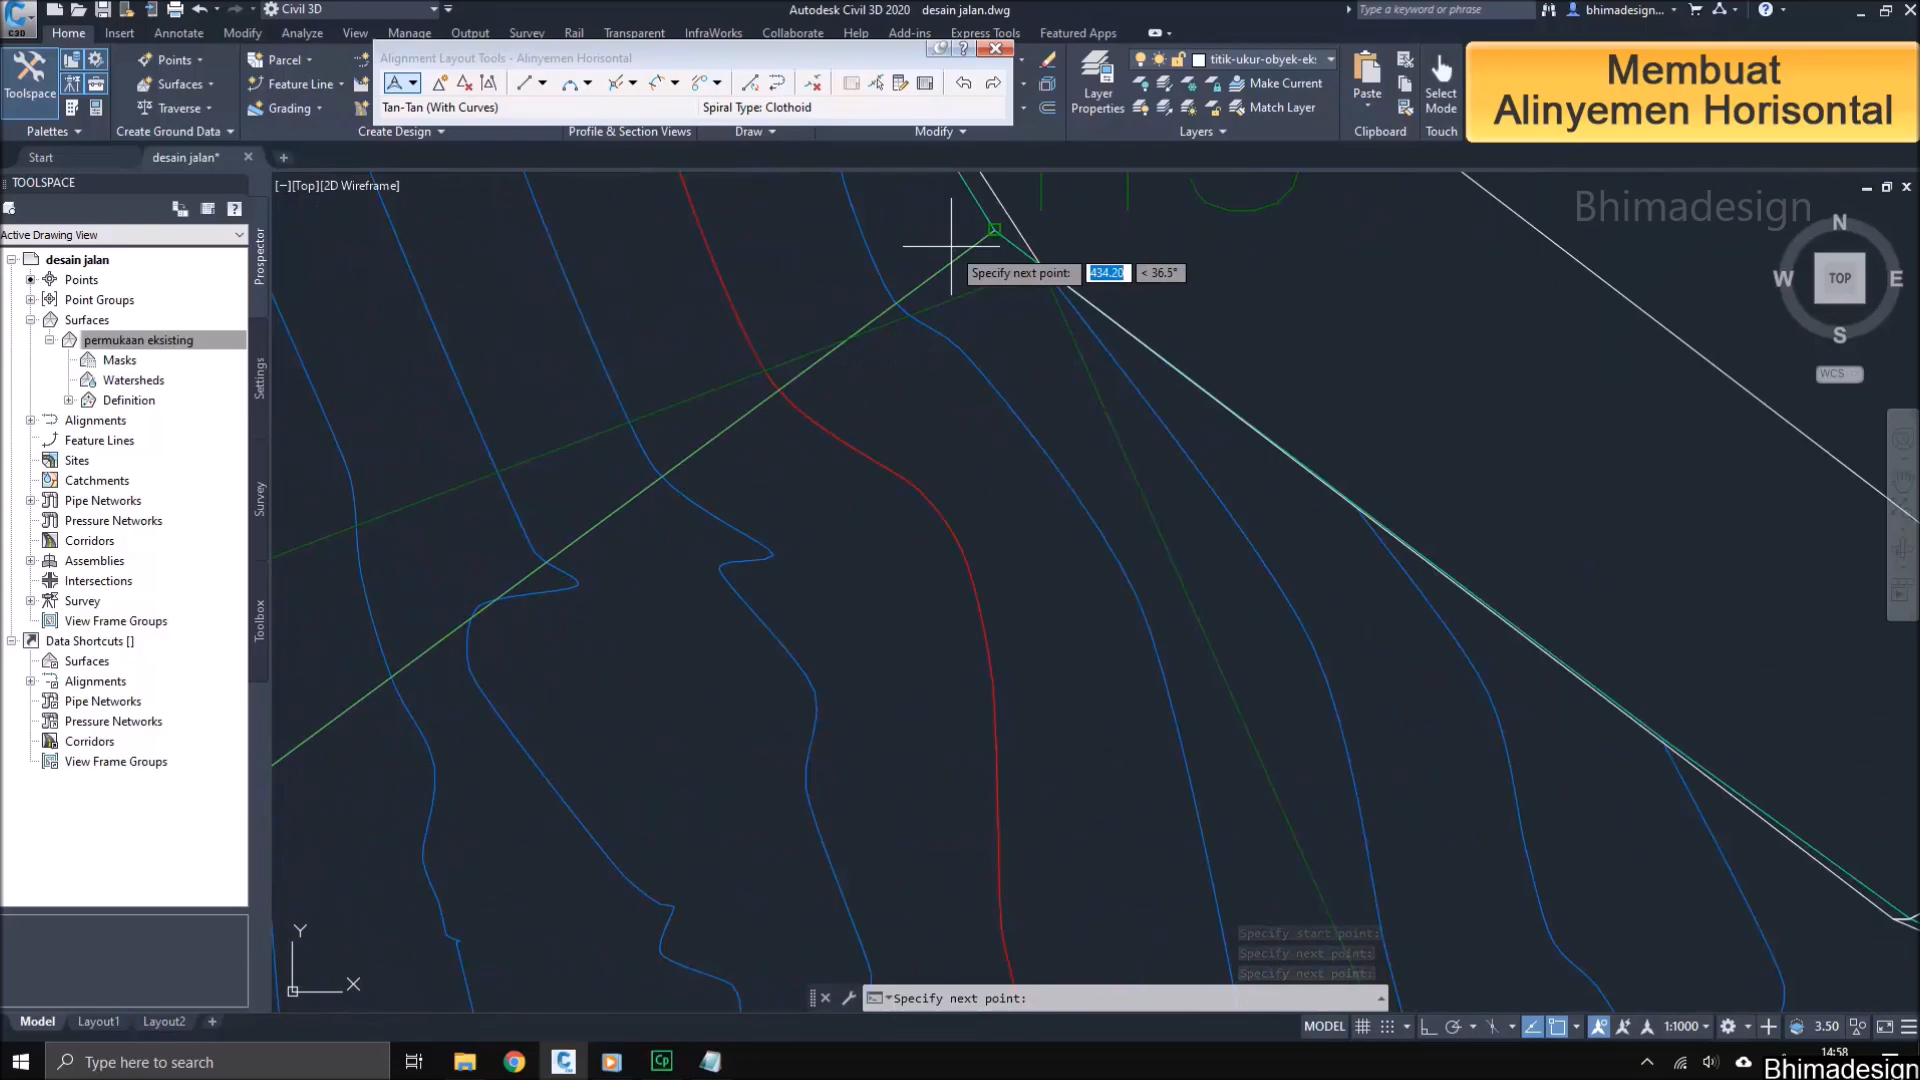 C3D
Civil 3D
Autodesk Civil 3D 2020 desain jalan.dwg
Type a keyword or phrase
bhimadesign...
Home Insert Annotate Modify Analyze View Manage Output Survey Rail Transparent InfraWorks Collaborate Help Add-ins Express Tools Featured Apps
Toolspace
Points
Surfaces
Traverse
Parcel
Feature Line
Grading
Alignment Layout Tools - Alinyemen Horisontal
Tan-Tan (With Curves) Spiral Type: Clothoid
Layer
Properties
titik-ukur-obyek-eks
Make Current
Match Layer
Paste
Select
Mode
Palettes Create Ground Data Create Design Profile & Section Views Draw Modify Layers Clipboard Touch
Membuat
Alinyemen Horisontal
Start desain jalan*
TOOLSPACE
[−][Top][2D Wireframe]
Bhimadesign
N
W TOP E
S
WCS
Active Drawing View
desain jalan
Points
Point Groups
Surfaces
permukaan eksisting
Masks
Watersheds
Definition
Alignments
Feature Lines
Sites
Catchments
Pipe Networks
Pressure Networks
Corridors
Assemblies
Intersections
Survey
View Frame Groups
Data Shortcuts []
Surfaces
Alignments
Pipe Networks
Pressure Networks
Corridors
View Frame Groups
Prospector
Settings
Survey
Toolbox
Specify next point: 434.20 < 36.5°
Y
X
Specify start point:
Specify next point:
Specify next point:
Specify next point:
Model Layout1 Layout2
MODEL 1:1000 3.50
Type here to search
Cp
14:58
Bhimadesign